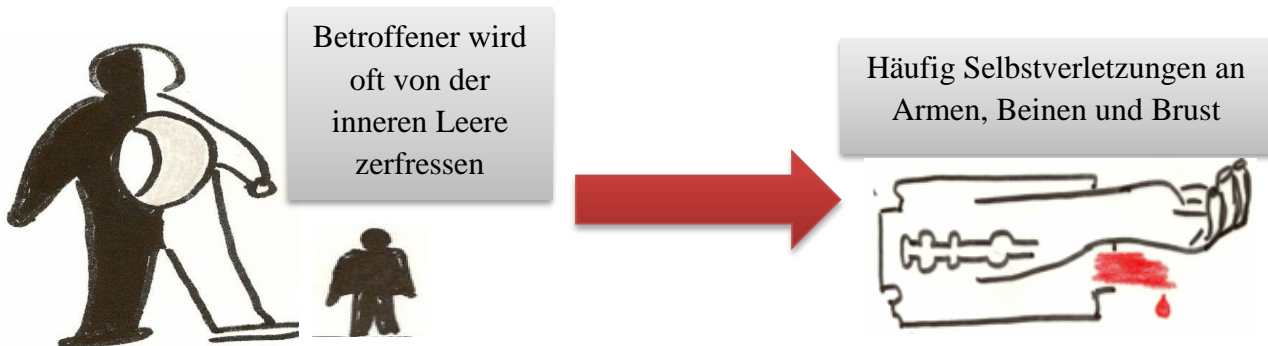 Betroffener wird
oft von der
inneren Leere
zerfressen
Häufig Selbstverletzungen an
Armen, Beinen und Brust